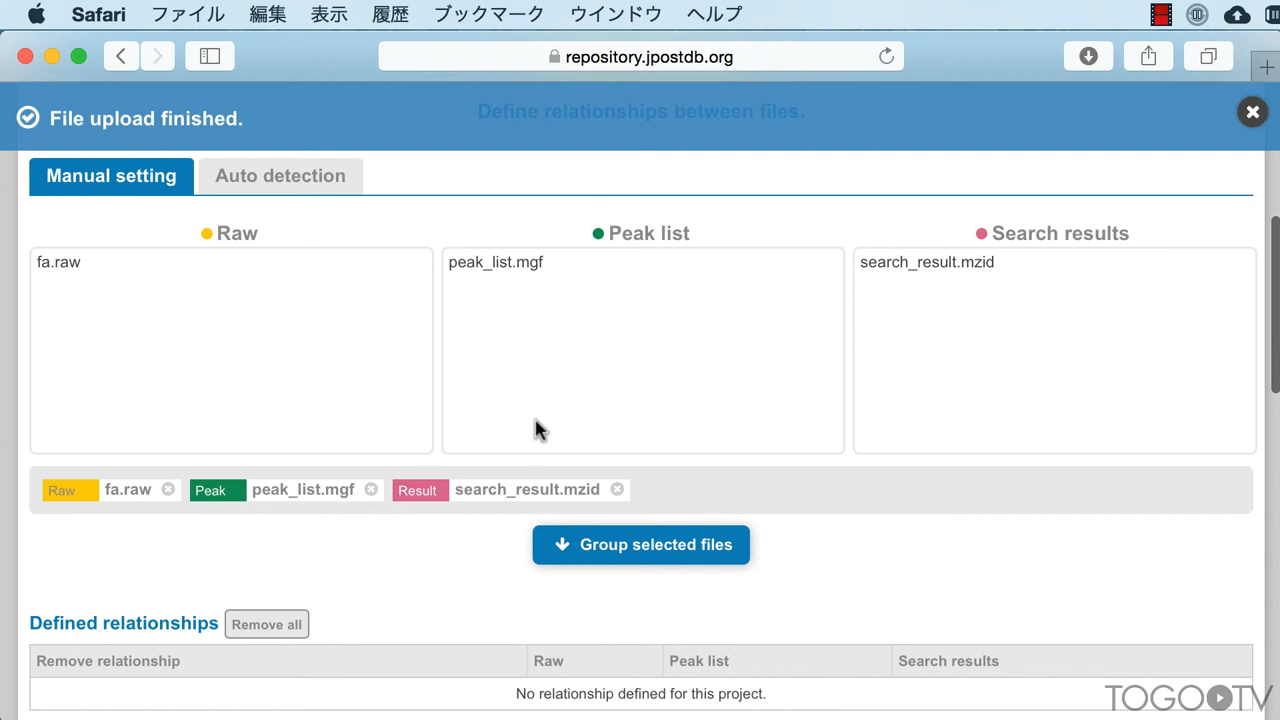 Safari ファイル 編集 表示 履歴 ブックマーク ウインドウ ヘルプ
repository.jpostdb.org
Define relationships between files.
File upload finished.
Manual setting Auto detection
Raw Peak list Search results
fa.raw peak_list.mgf search_result.mzid
Raw fa.raw Peak peak_list.mgf Result search_result.mzid
Group selected files
Defined relationships Remove all
Remove relationship Raw Peak list Search results
No relationship defined for this project.
TOGO TV